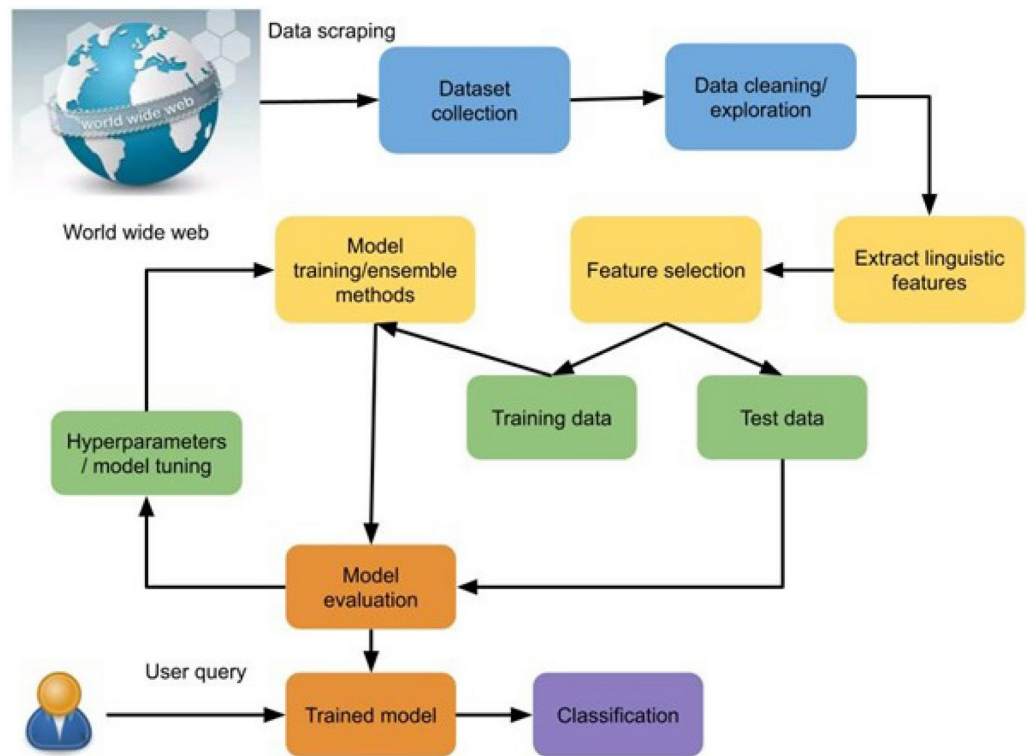 Data scraping
world wide web
Dataset
collection
Data cleaning/
exploration
World wide web
Model
training/ensemble
methods
Feature selection
Extract linguistic
features
Training data
Test data
Hyperparameters
/ model tuning
Model
evaluation
User query
Trained model
Classification